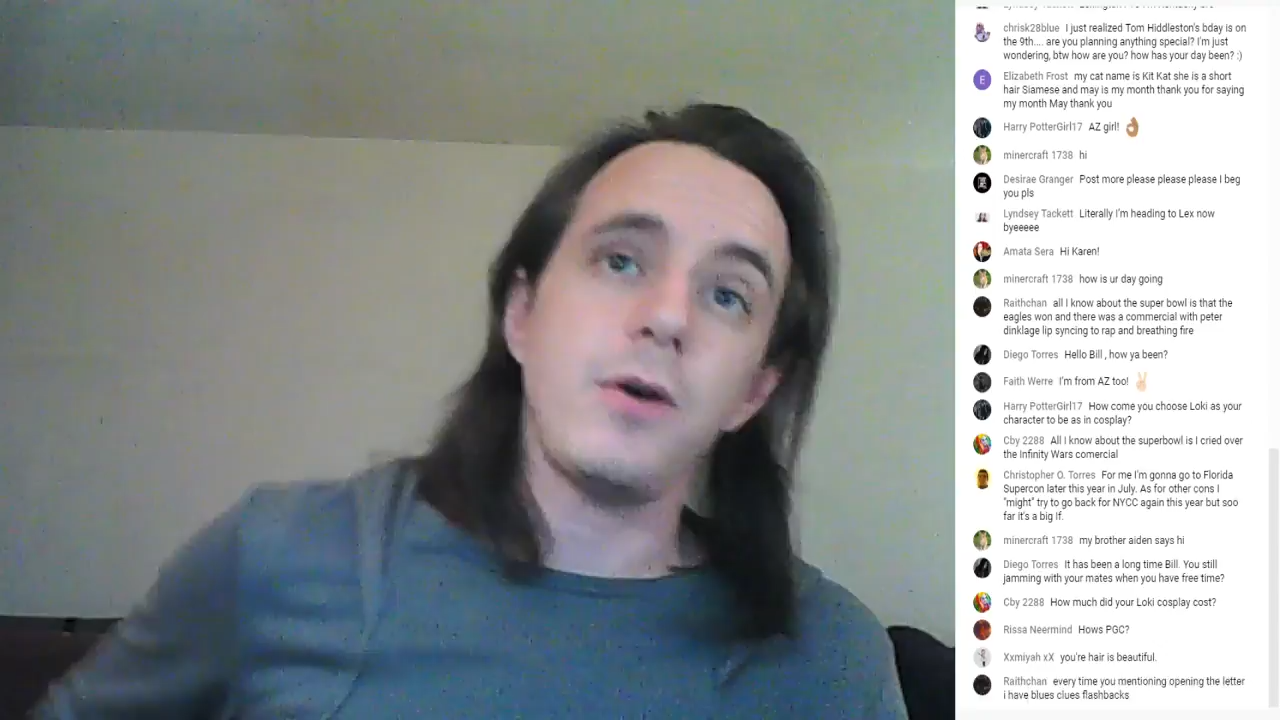 chrisk28blue I just realized Tom Hiddleston's bday is on
the 9th.... are you planning anything special? I'm just
wondering, btw how are you? how has your day been? :)
E
Elizabeth Frost my cat name is Kit Kat she is a short
hair Siamese and may is my month thank you for saying
my month May thank you
Harry PotterGirl17 AZ girl! 👌🏽
minercraft 1738 hi
Desirae Granger Post more please please please I beg
you pls
Lyndsey Tackett Literally I'm heading to Lex now
byeeeee
Amata Sera Hi Karen!
minercraft 1738 how is ur day going
Raithchan all I know about the super bowl is that the
eagles won and there was a commercial with peter
dinklage lip syncing to rap and breathing fire
Diego Torres Hello Bill , how ya been?
Faith Werre I'm from AZ too! ✌🏻
Harry PotterGirl17 How come you choose Loki as your
character to be as in cosplay?
Cby 2288 All I know about the superbowl is I cried over
the Infinity Wars comercial
Christopher O. Torres For me I'm gonna go to Florida
Supercon later this year in July. As for other cons I
"might" try to go back for NYCC again this year but soo
far it's a big If.
minercraft 1738 my brother aiden says hi
Diego Torres It has been a long time Bill. You still
jamming with your mates when you have free time?
Cby 2288 How much did your Loki cosplay cost?
Rissa Neermind Hows PGC?
Xxmiyah xX you're hair is beautiful.
Raithchan every time you mentioning opening the letter
i have blues clues flashbacks